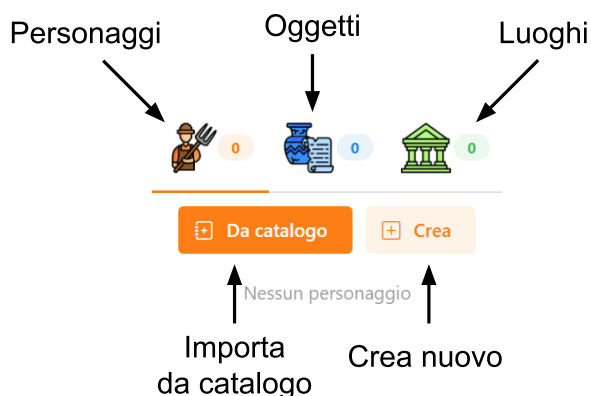 Personaggi
Oggetti
Luoghi
0
0
0
Da catalogo
Crea
Nessun personaggio
Importa
da catalogo
Crea nuovo